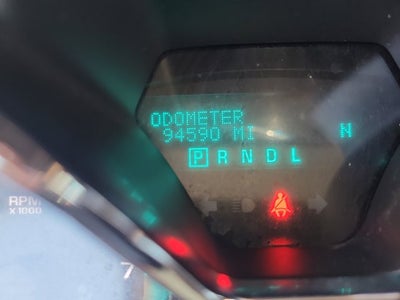 ODOMETER
94590 MI N
P R N D L
RPM
X 1000
7